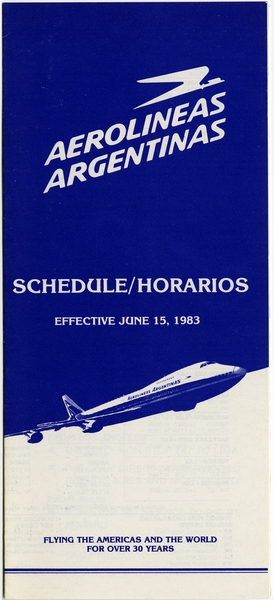 AEROLINEAS
ARGENTINAS
SCHEDULE/HORARIOS
EFFECTIVE JUNE 15, 1983
AEROLINEAS ARGENTINAS
FLYING THE AMERICAS AND THE WORLD
FOR OVER 30 YEARS